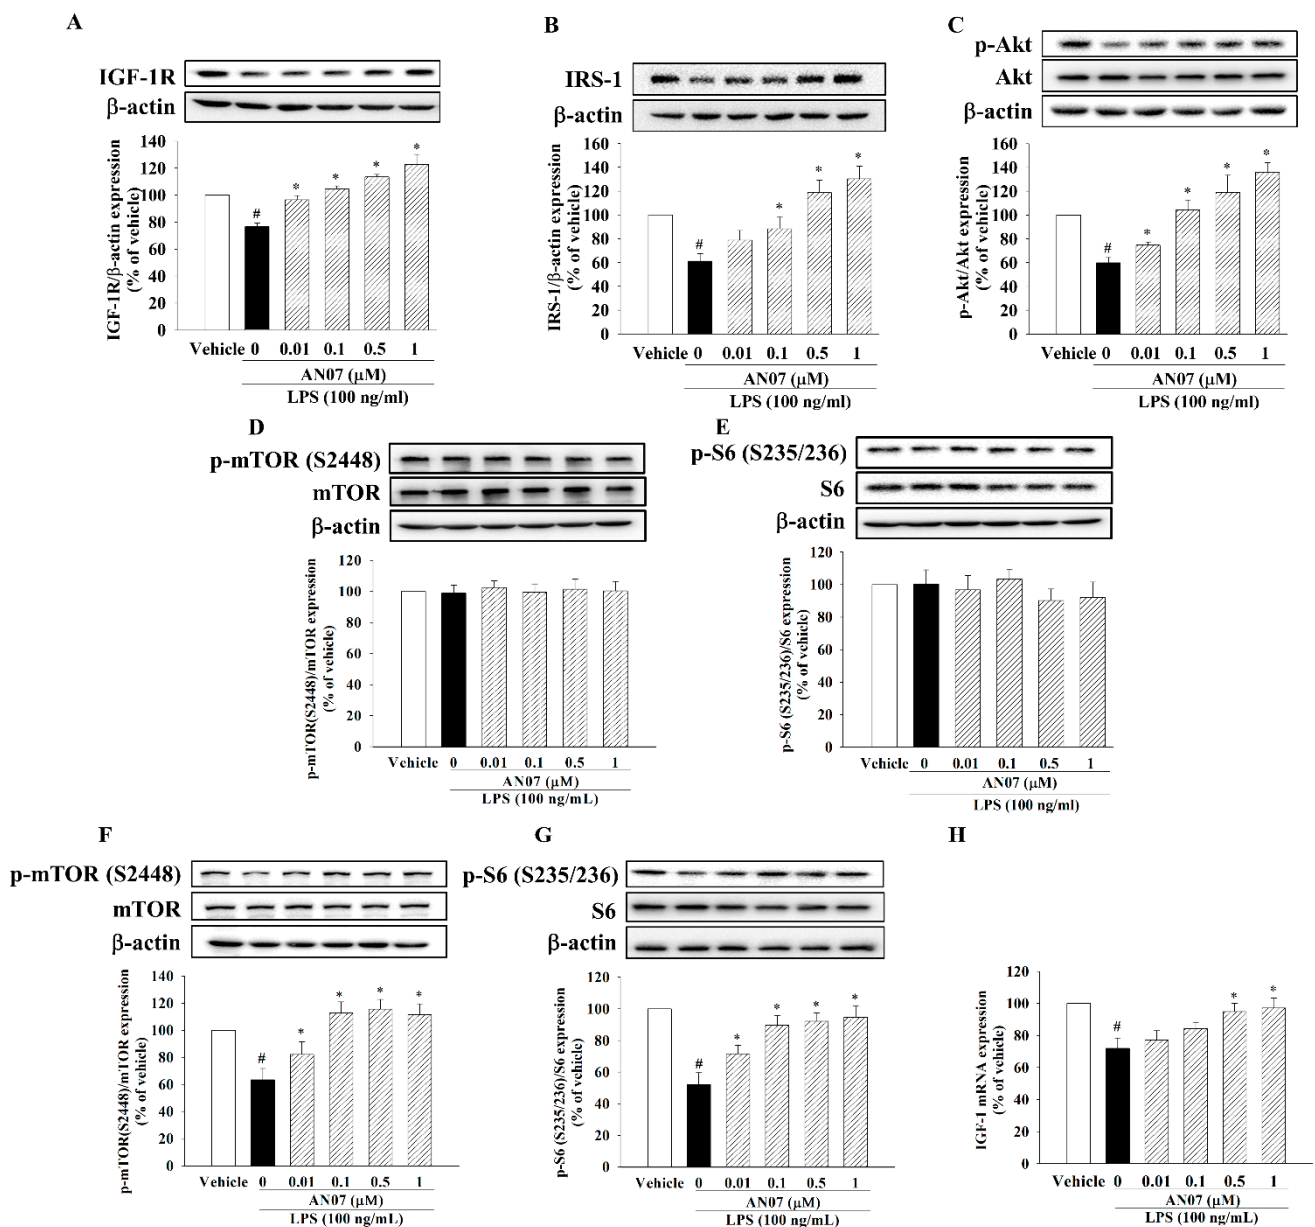 A
IGF-1R
β-actin
IGF-1R/β-actin expression
(% of vehicle)
140
120
100
80
60
40
20
0
#
*
*
*
*
Vehicle 0 0.01 0.1 0.5 1
AN07 (μM)
LPS (100 ng/ml)
B
IRS-1
β-actin
IRS-1/β-actin expression
(% of vehicle)
160
140
120
100
80
60
40
20
0
#
*
*
*
Vehicle 0 0.01 0.1 0.5 1
AN07 (μM)
LPS (100 ng/ml)
C
p-Akt
Akt
β-actin
p-Akt/Akt expression
(% of vehicle)
160
140
120
100
80
60
40
20
0
#
*
*
*
*
Vehicle 0 0.01 0.1 0.5 1
AN07 (μM)
LPS (100 ng/ml)
D
p-mTOR (S2448)
mTOR
β-actin
p-mTOR(S2448)/mTOR expression
(% of vehicle)
120
100
80
60
40
20
0
Vehicle 0 0.01 0.1 0.5 1
AN07 (μM)
LPS (100 ng/mL)
E
p-S6 (S235/236)
S6
β-actin
p-S6 (S235/236)/S6 expression
(% of vehicle)
120
100
80
60
40
20
0
Vehicle 0 0.01 0.1 0.5 1
AN07 (μM)
LPS (100 ng/ml)
F
p-mTOR (S2448)
mTOR
β-actin
p-mTOR(S2448)/mTOR expression
(% of vehicle)
140
120
100
80
60
40
20
0
#
*
*
*
*
Vehicle 0 0.01 0.1 0.5 1
AN07 (μM)
LPS (100 ng/mL)
G
p-S6 (S235/236)
S6
β-actin
p-S6 (S235/236)/S6 expression
(% of vehicle)
120
100
80
60
40
20
0
#
*
*
*
*
Vehicle 0 0.01 0.1 0.5 1
AN07 (μM)
LPS (100 ng/mL)
H
IGF-1 mRNA expression
(% of vehicle)
120
100
80
60
40
20
0
#
*
*
Vehicle 0 0.01 0.1 0.5 1
AN07 (μM)
LPS (100 ng/mL)